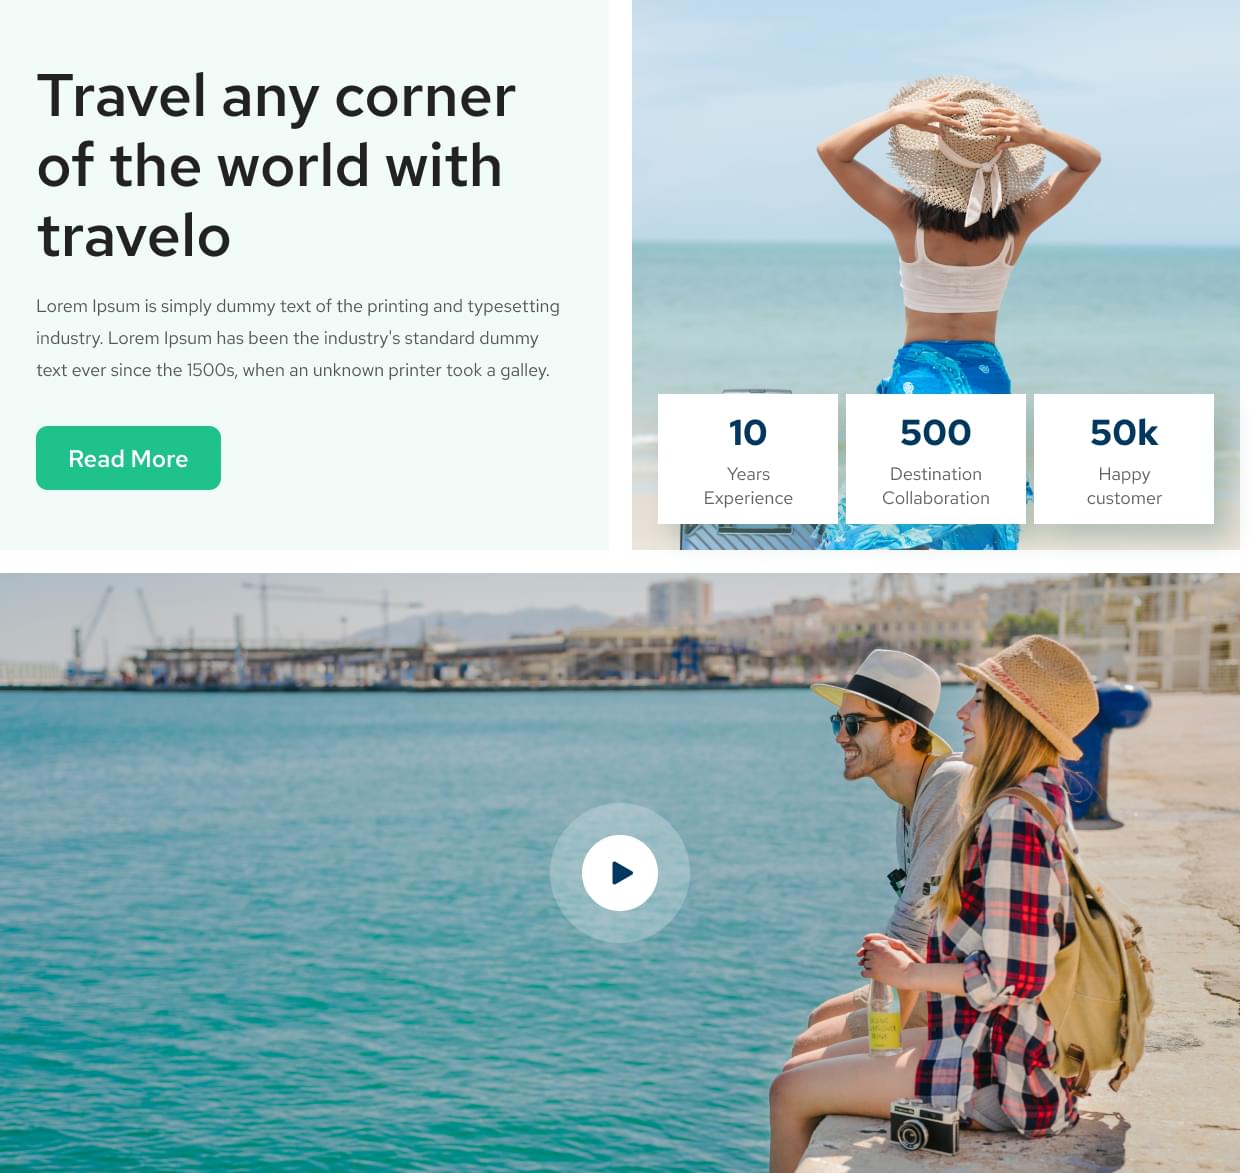 Travel any corner
of the world with
travelo
Lorem Ipsum is simply dummy text of the printing and typesetting
industry. Lorem Ipsum has been the industry's standard dummy
text ever since the 1500s, when an unknown printer took a galley.
Read More
10
Years
Experience
500
Destination
Collaboration
50k
Happy
customer